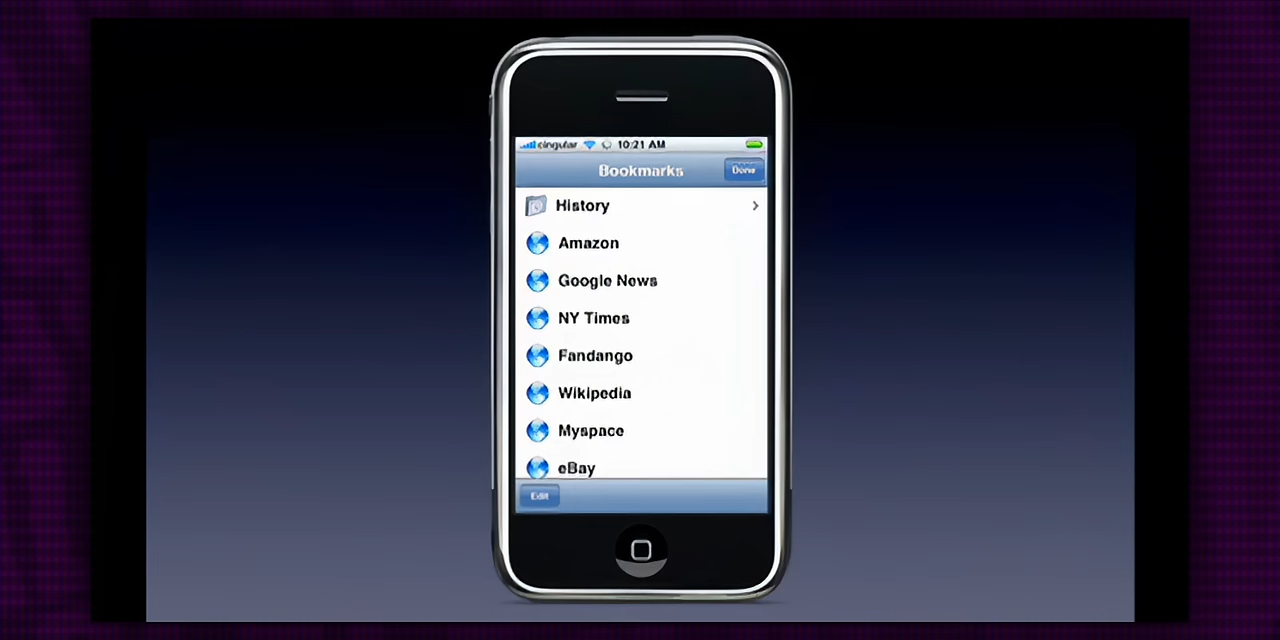 cingular 10:21 AM
Bookmarks Done
History
Amazon
Google News
NY Times
Fandango
Wikipedia
Myspace
eBay
Edit